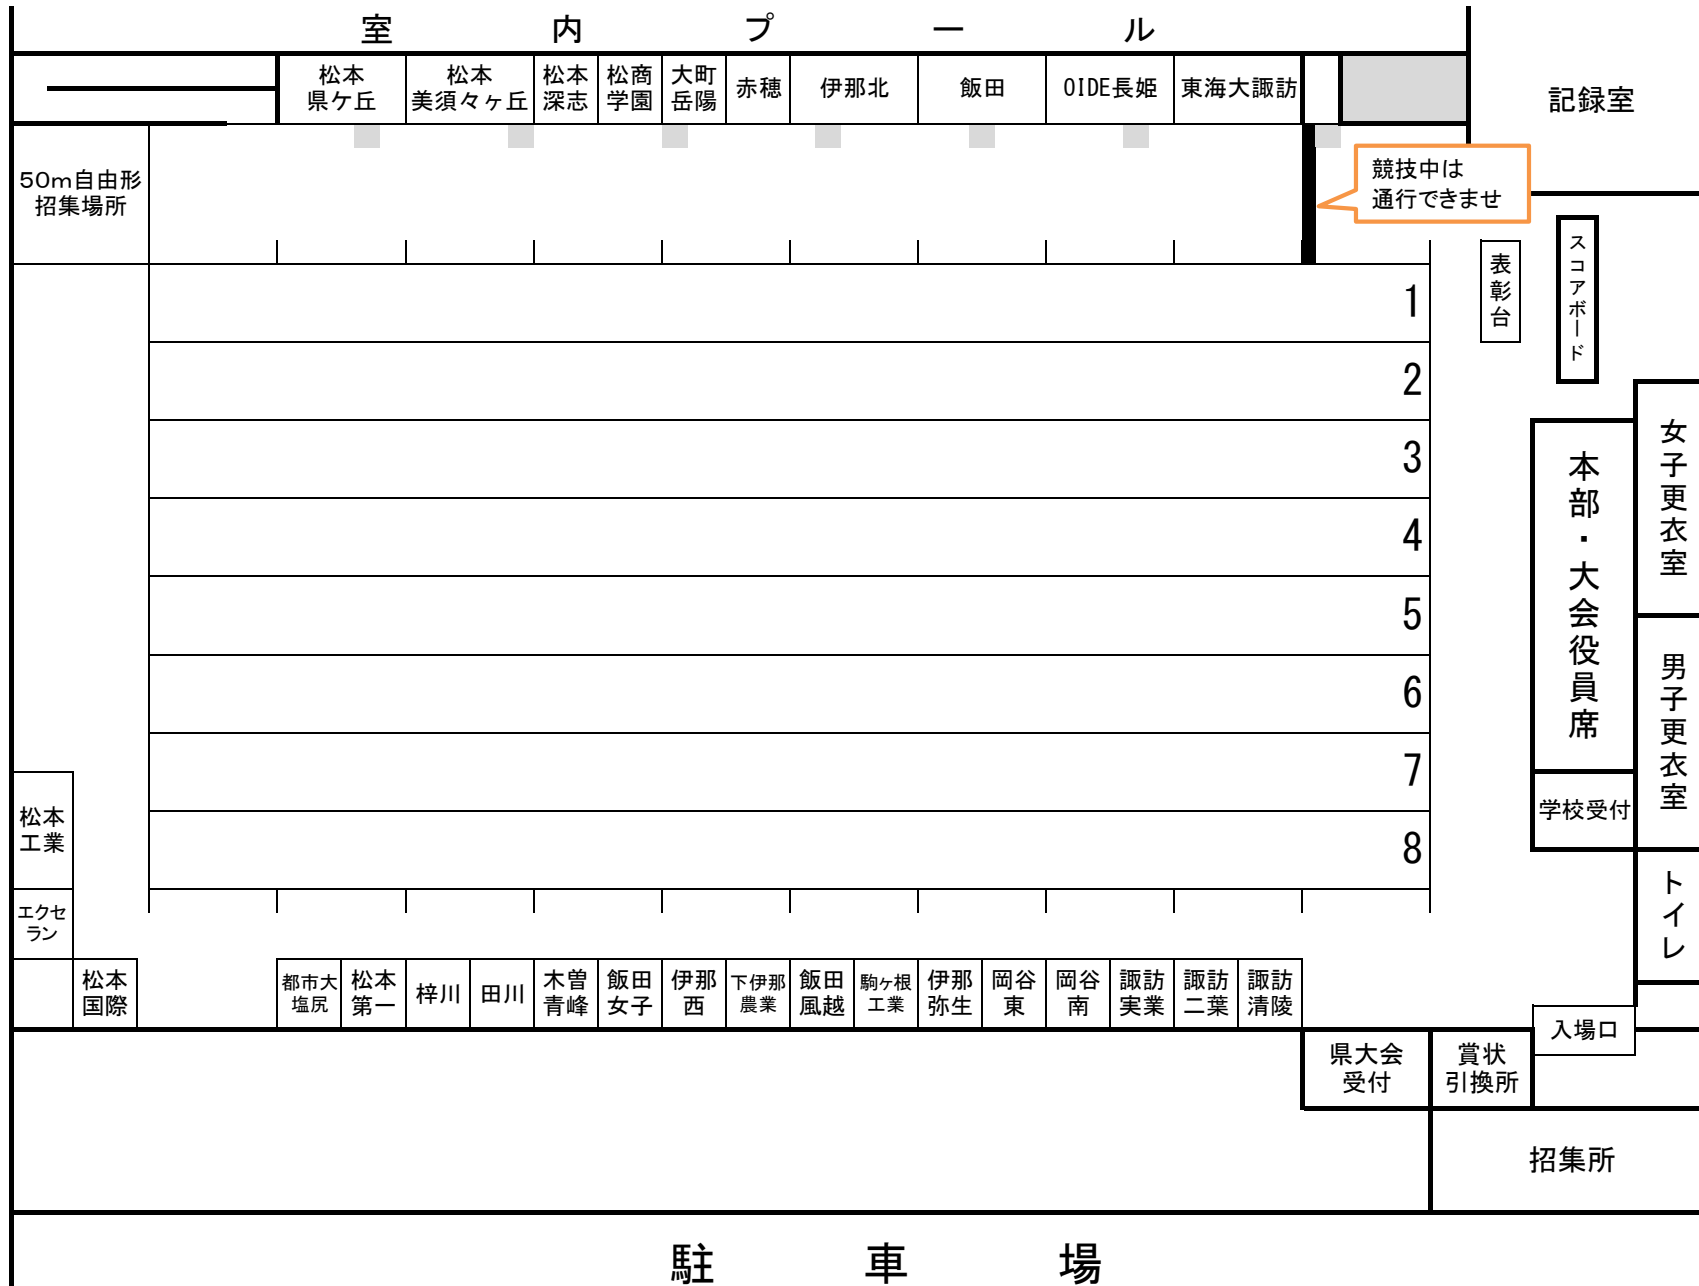 室内プール
松本
県ケ丘
松本
美須々ヶ丘
松本
深志
松商
学園
大町
岳陽
赤穂
伊那北
飯田
OIDE長姫
東海大諏訪
記録室
50m自由形
招集場所
競技中は
通行できませ
表彰台
スコアボード
1
2
3
4
5
6
7
8
本部・大会役員席
女子更衣室
男子更衣室
学校受付
トイレ
松本
工業
エクセ
ラン
松本
国際
都市大
塩尻
松本
第一
梓川
田川
木曽
青峰
飯田
女子
伊那
西
下伊那
農業
飯田
風越
駒ヶ根
工業
伊那
弥生
岡谷
東
岡谷
南
諏訪
実業
諏訪
二葉
諏訪
清陵
入場口
県大会
受付
賞状
引換所
招集所
駐車場